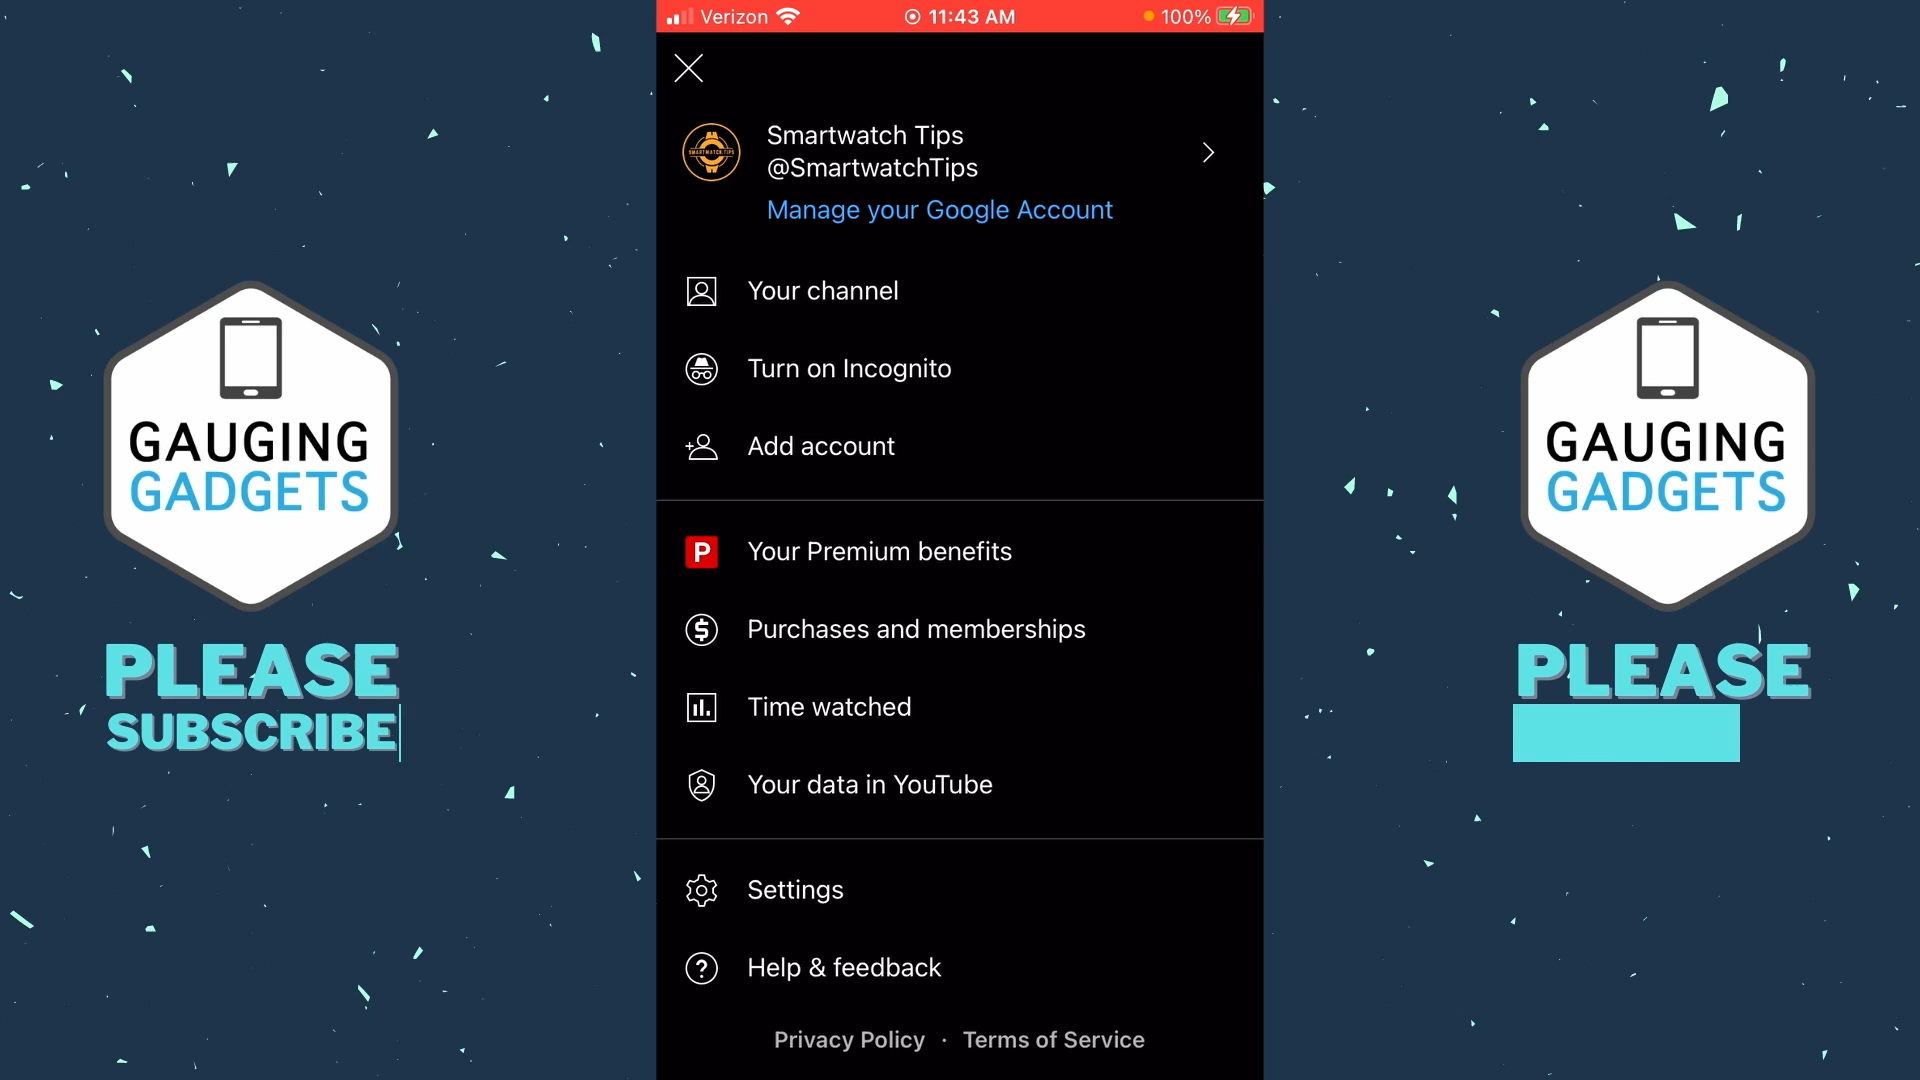 Verizon 11:43 AM 100%
Smartwatch Tips
@SmartwatchTips
Manage your Google Account
Your channel
Turn on Incognito
Add account
P Your Premium benefits
$ Purchases and memberships
Time watched
Your data in YouTube
Settings
? Help & feedback
Privacy Policy · Terms of Service
SMARTWATCH TIPS
GAUGING
GADGETS
PLEASE
SUBSCRIBE
GAUGING
GADGETS
PLEASE